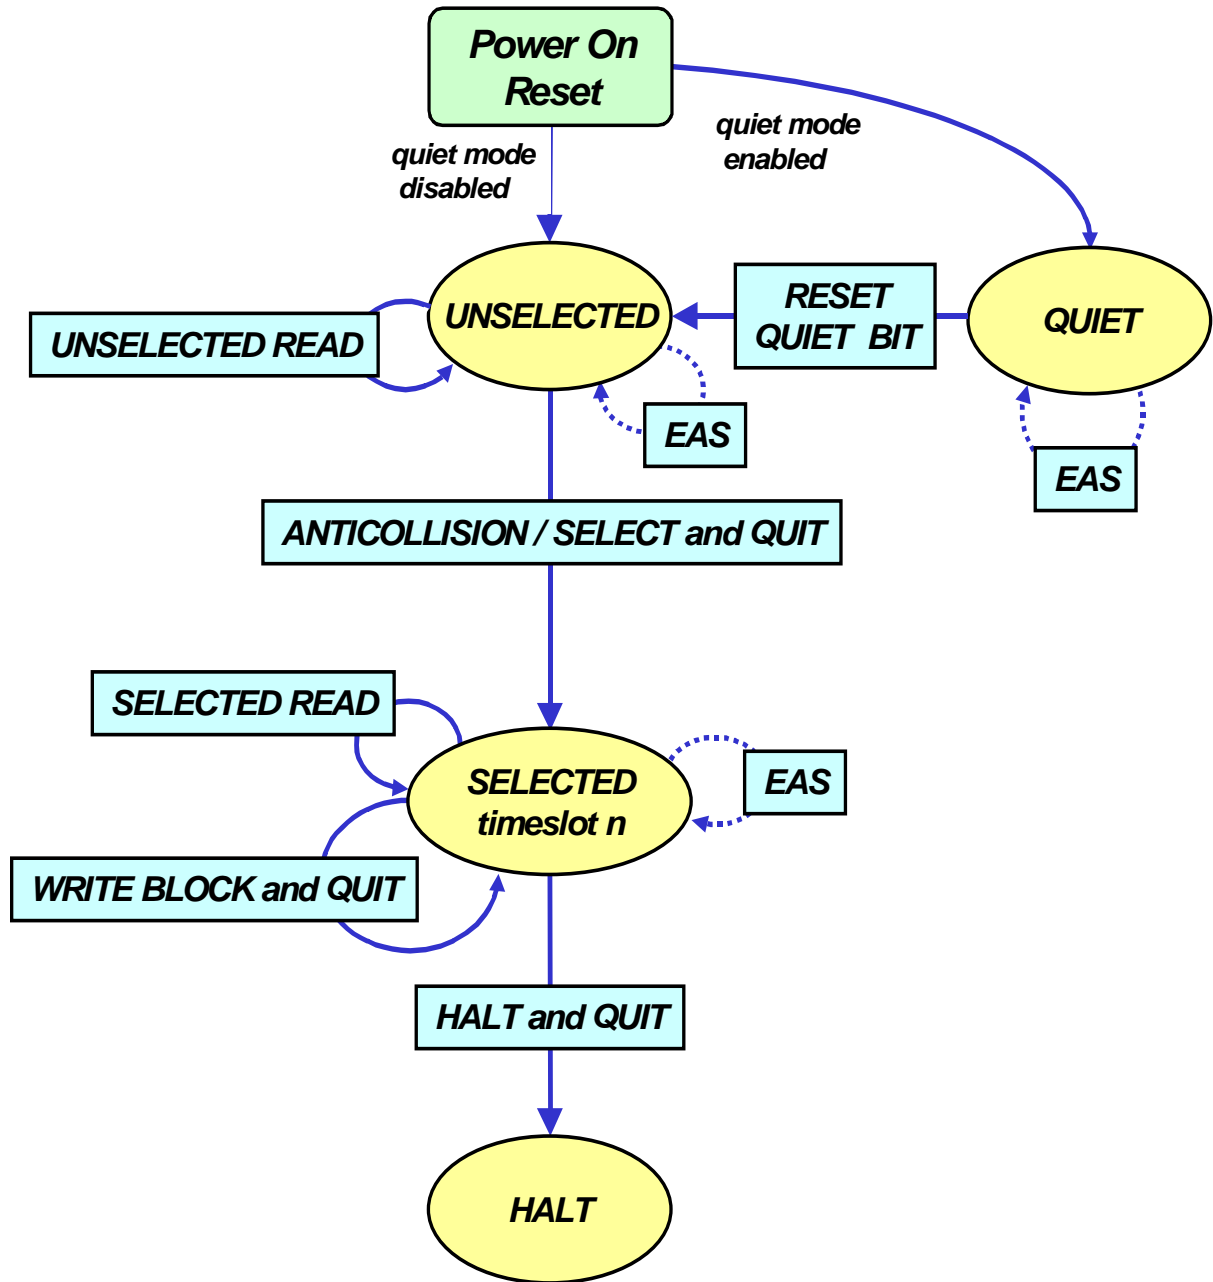 Power On
Reset
quiet mode
enabled
quiet mode
disabled
UNSELECTED
RESET
QUIET BIT
QUIET
UNSELECTED READ
EAS
EAS
ANTICOLLISION / SELECT and QUIT
SELECTED READ
SELECTED
timeslot n
EAS
WRITE BLOCK and QUIT
HALT and QUIT
HALT